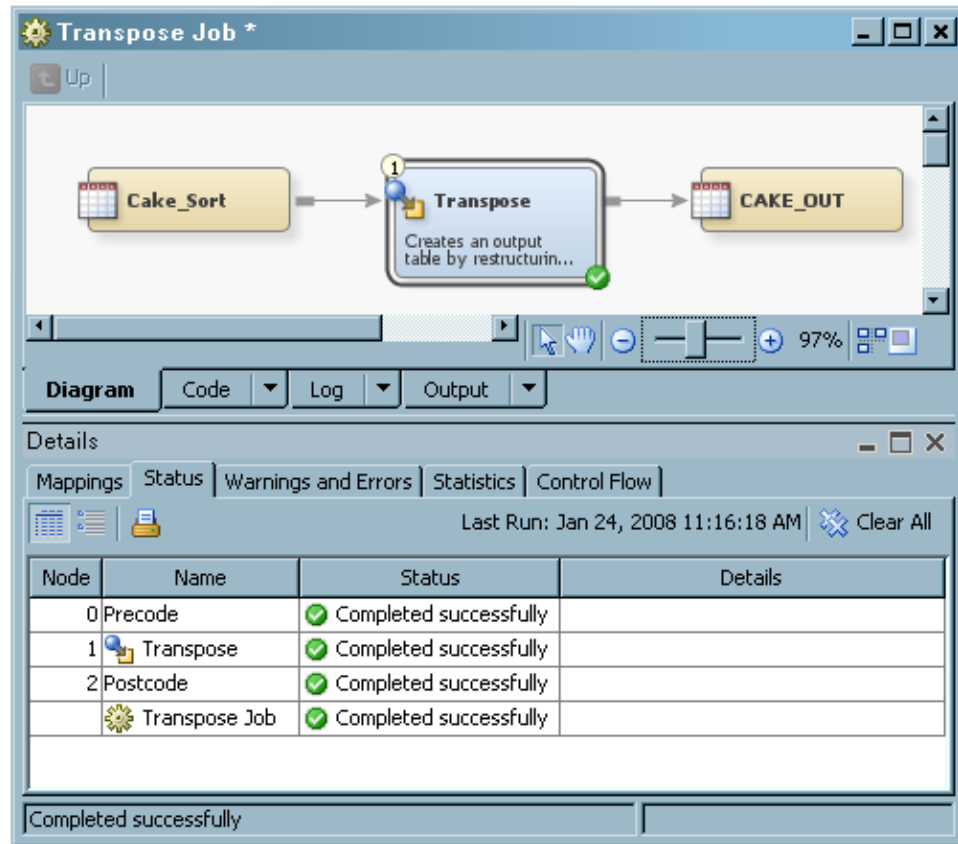 Transpose Job *
Up
1
Cake_Sort
Transpose
Creates an output
table by restructurin...
CAKE_OUT
97%
Diagram Code Log Output
Details
Mappings Status Warnings and Errors Statistics Control Flow
Last Run: Jan 24, 2008 11:16:18 AM Clear All
Node Name Status Details
0 Precode Completed successfully
1 Transpose Completed successfully
2 Postcode Completed successfully
Transpose Job Completed successfully
Completed successfully